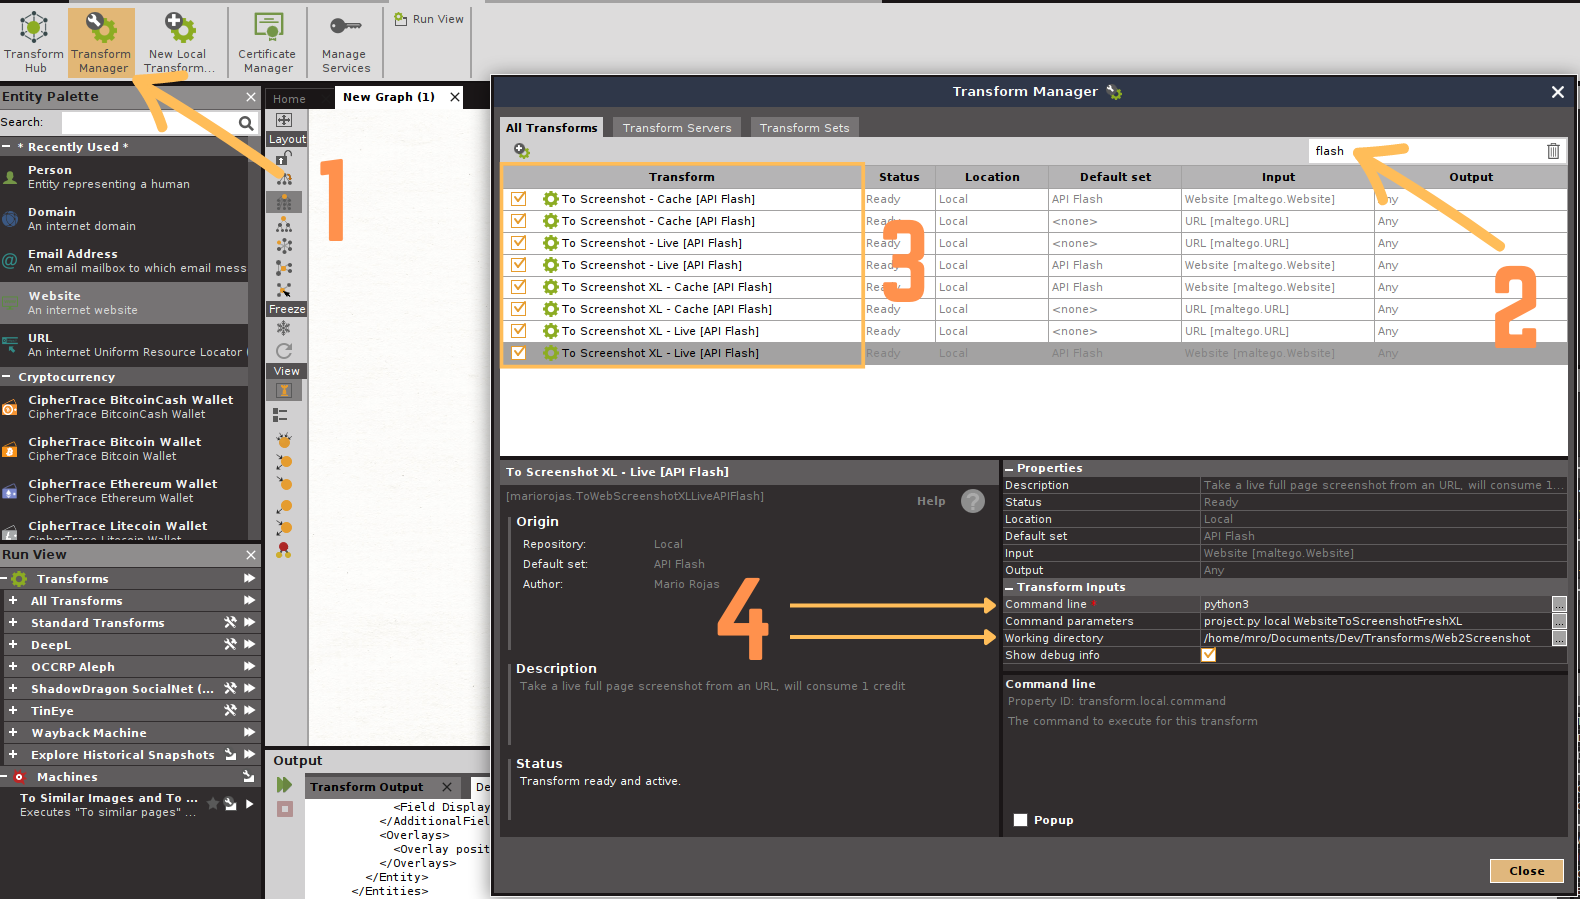 Transform Hub
Transform Manager
New Local Transform...
Certificate Manager
Manage Services
Run View
Entity Palette
Search:
* Recently Used *
Person
Entity representing a human
Domain
An internet domain
Email Address
An email mailbox to which email mess
Website
An internet website
URL
An internet Uniform Resource Locator (
Cryptocurrency
CipherTrace BitcoinCash Wallet
CipherTrace BitcoinCash Wallet
CipherTrace Bitcoin Wallet
CipherTrace Bitcoin Wallet
CipherTrace Ethereum Wallet
CipherTrace Ethereum Wallet
CipherTrace Litecoin Wallet
CipherTrace Litecoin Wallet
Run View
Transforms
All Transforms
Standard Transforms
DeepL
OCCRP Aleph
ShadowDragon SocialNet (...
TinEye
Wayback Machine
Explore Historical Snapshots
Machines
To Similar Images and To ...
Executes "To similar pages" ...
Home
New Graph (1)
Layout
Freeze
View
1
Output
Transform Output
De
<Field Display
</AdditionalFiel
<Overlays>
<Overlay posit
</Overlays>
</Entity>
</Entities>
Transform Manager
All Transforms Transform Servers Transform Sets
flash
Transform Status Location Default set Input Output
To Screenshot - Cache [API Flash] Ready Local API Flash Website [maltego.Website] Any
To Screenshot - Cache [API Flash] Ready Local <none> URL [maltego.URL] Any
To Screenshot - Live [API Flash] Ready Local <none> URL [maltego.URL] Any
To Screenshot - Live [API Flash] Ready Local API Flash Website [maltego.Website] Any
To Screenshot XL - Cache [API Flash] Ready Local API Flash Website [maltego.Website] Any
To Screenshot XL - Cache [API Flash] Ready Local <none> URL [maltego.URL] Any
To Screenshot XL - Live [API Flash] Ready Local <none> URL [maltego.URL] Any
To Screenshot XL - Live [API Flash] Ready Local API Flash Website [maltego.Website] Any
3
2
To Screenshot XL - Live [API Flash]
[mariorojas.ToWebScreenshotXLLiveAPIFlash]
Help
Origin
Repository: Local
Default set: API Flash
Author: Mario Rojas
4
Description
Take a live full page screenshot from an URL, will consume 1 credit
Status
Transform ready and active.
Properties
Description Take a live full page screenshot from an URL, will consume 1...
Status Ready
Location Local
Default set API Flash
Input Website [maltego.Website]
Output Any
Transform Inputs
Command line * python3 ...
Command parameters project.py local WebsiteToScreenshotFreshXL ...
Working directory /home/mro/Documents/Dev/Transforms/Web2Screenshot ...
Show debug info
Command line
Property ID: transform.local.command
The command to execute for this transform
Popup
Close